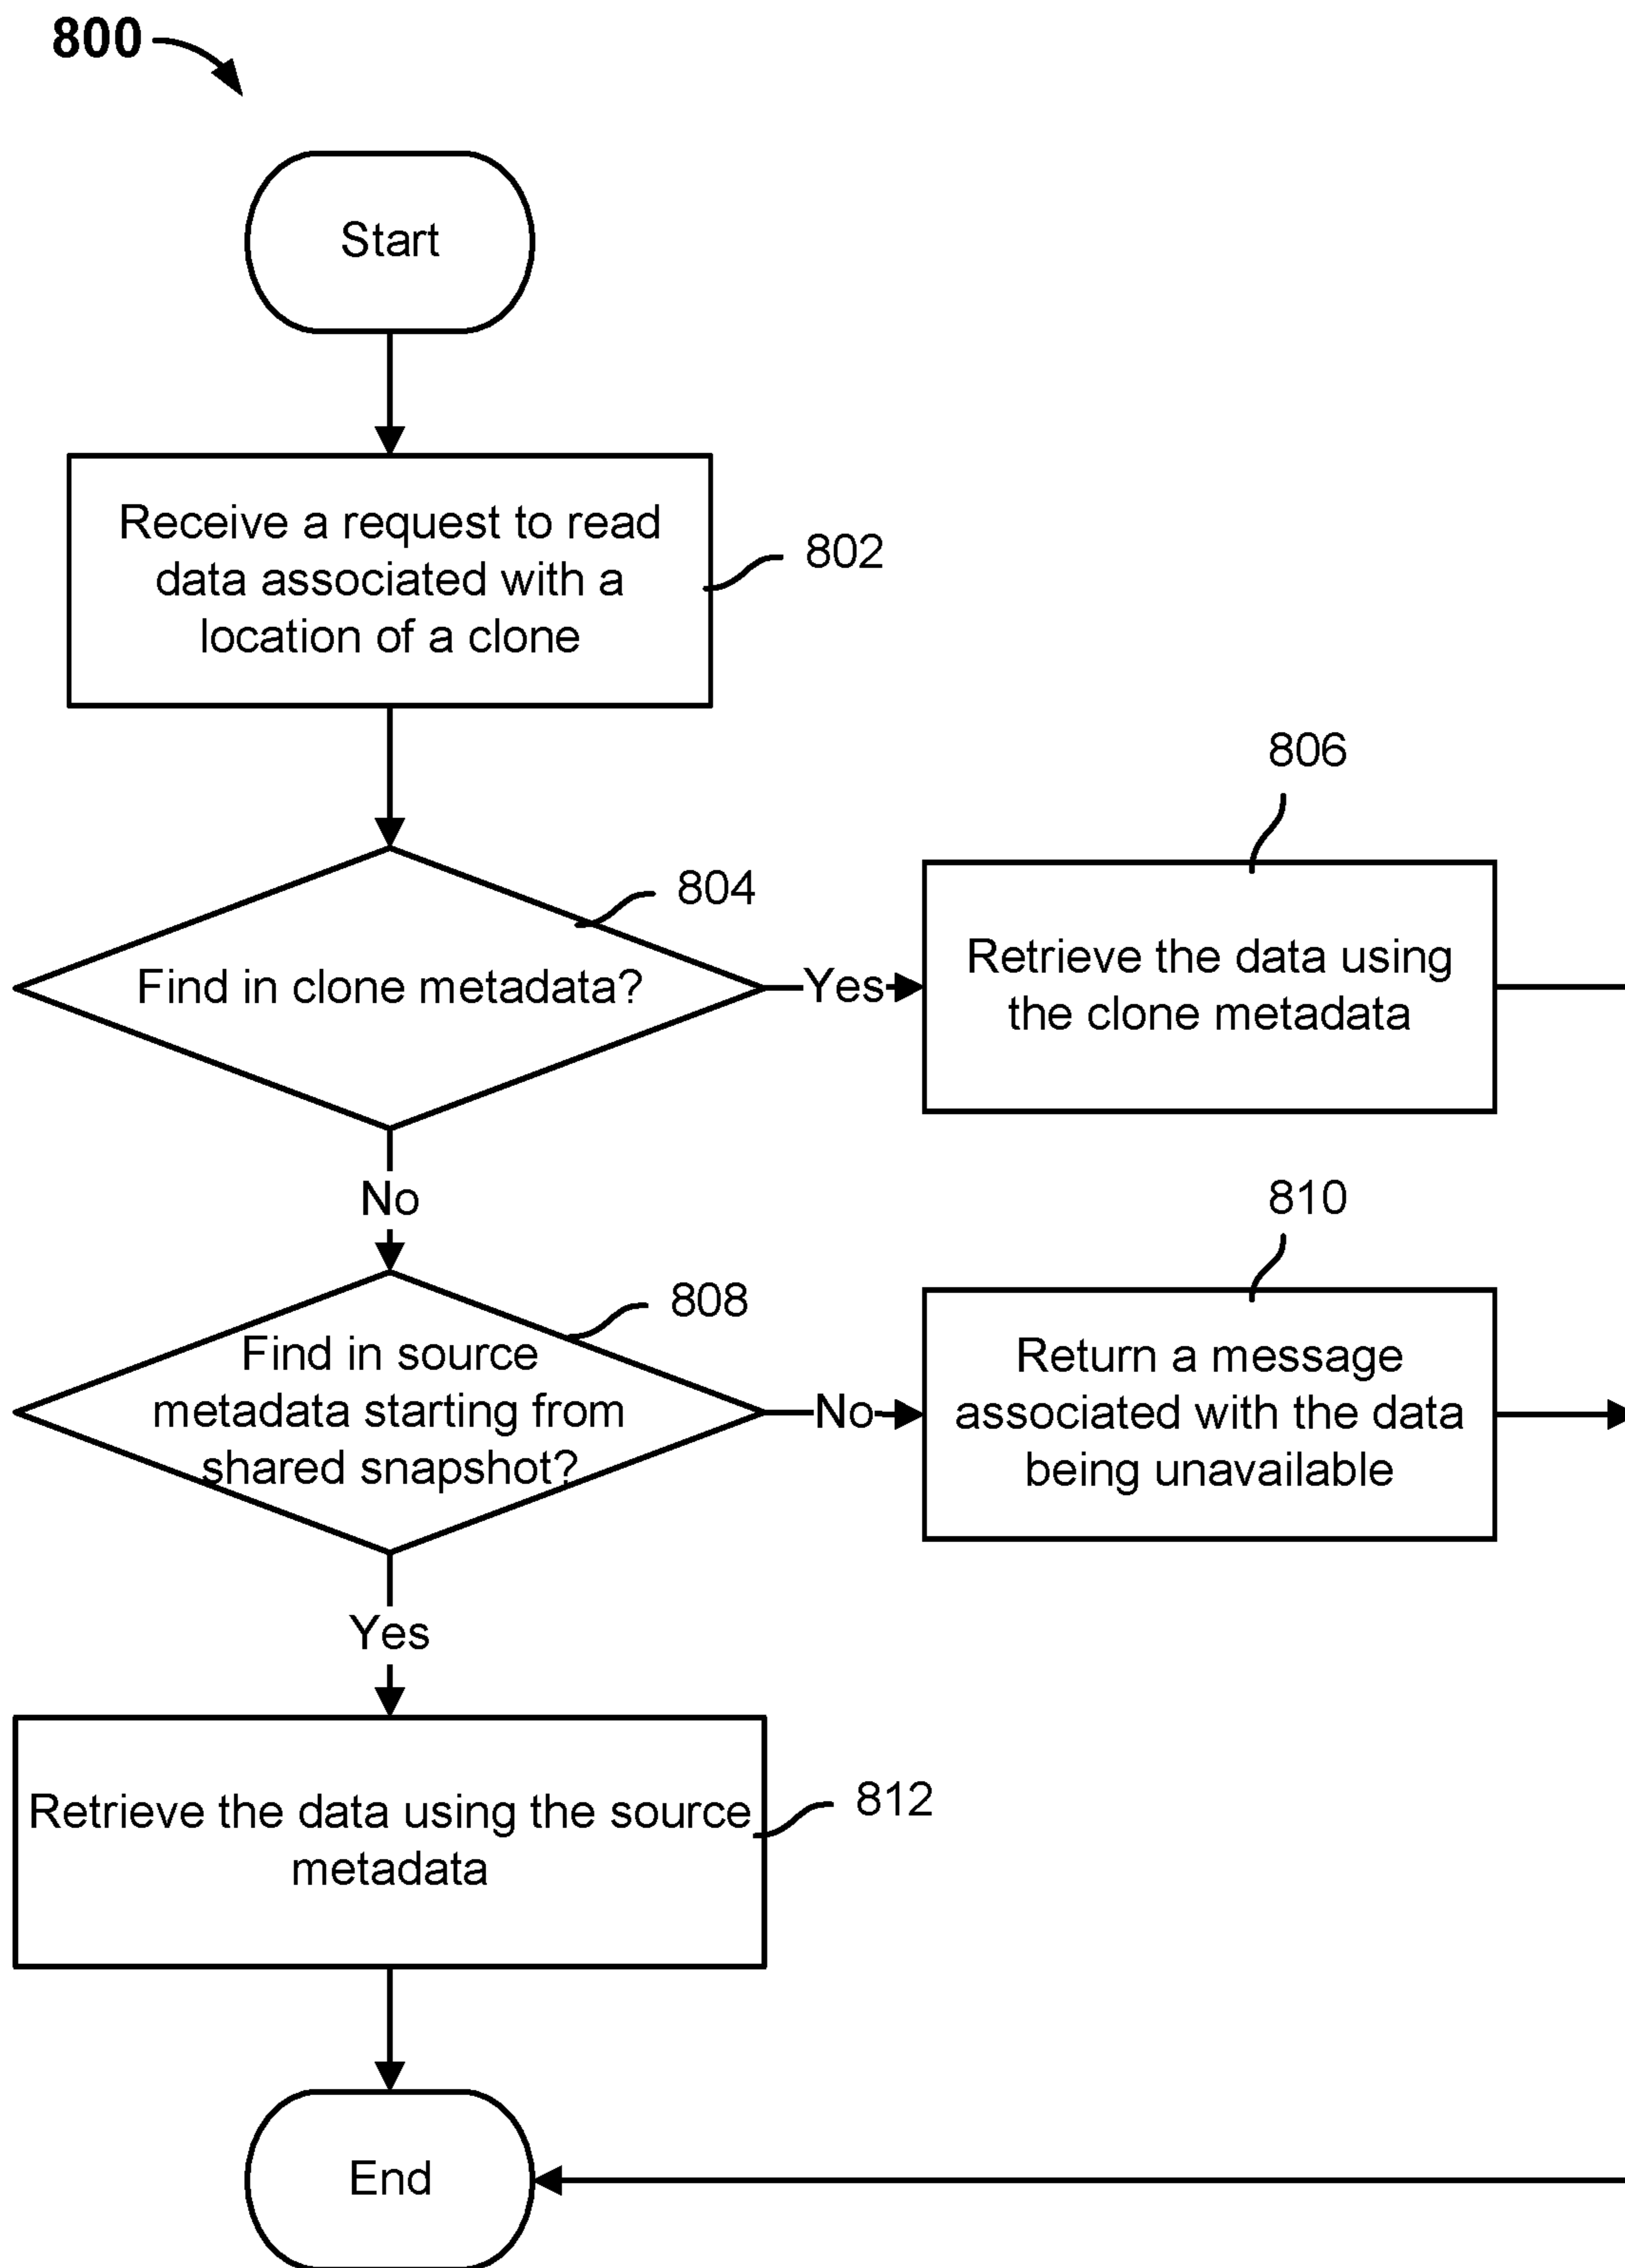 800
Start
Receive a request to read
data associated with a
location of a clone
802
804
Find in clone metadata?
Yes
806
Retrieve the data using
the clone metadata
No
808
Find in source
metadata starting from
shared snapshot?
No
810
Return a message
associated with the data
being unavailable
Yes
Retrieve the data using the source
metadata
812
End